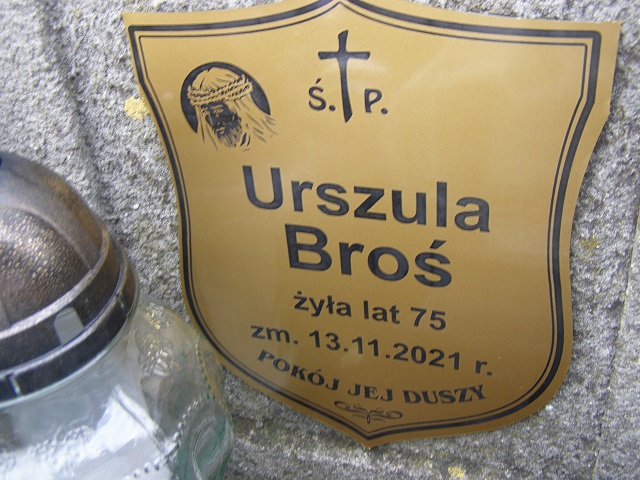 Ś. P.
Urszula
Broś
żyła lat 75
zm. 13.11.2021 r.
POKÓJ JEJ DUSZY